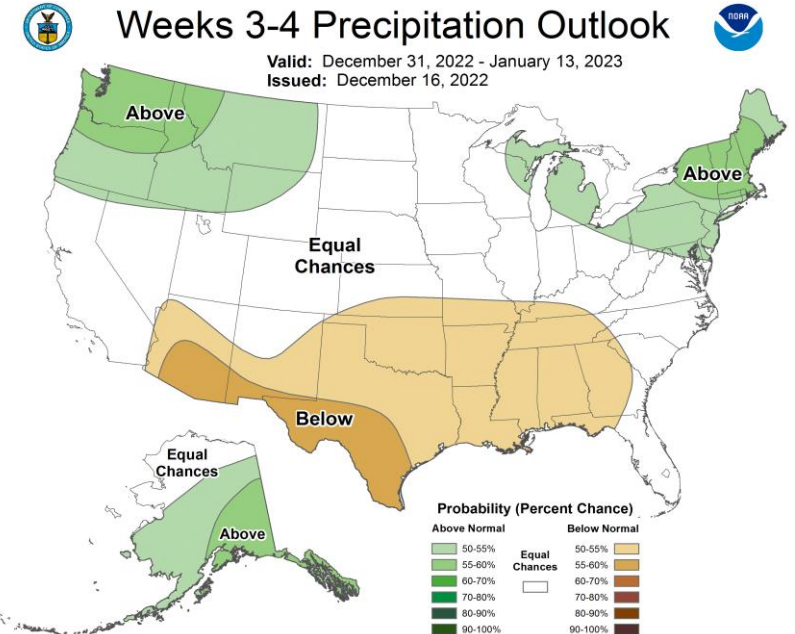 Weeks 3-4 Precipitation Outlook
NOAA
Valid: December 31, 2022 - January 13, 2023
Issued: December 16, 2022
Above
Above
Equal
Chances
Below
Equal
Chances
Above
Probability (Percent Chance)
Above Normal
Below Normal
Equal
Chances
50-55%
55-60%
60-70%
70-80%
80-90%
90-100%
50-55%
55-60%
60-70%
70-80%
80-90%
90-100%